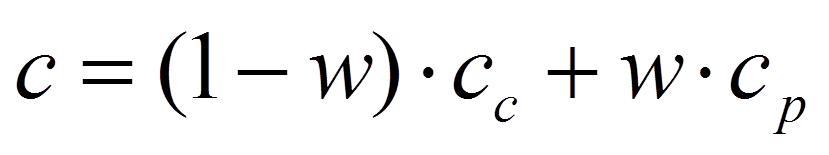 c = (1 − w) · c_c + w · c_p